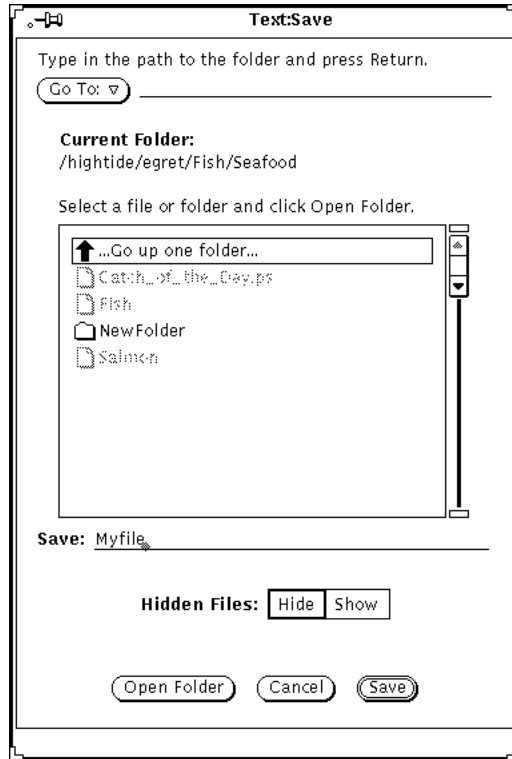 Text:Save
Type in the path to the folder and press Return.
Go To:
Current Folder:
/hightide/egret/Fish/Seafood
Select a file or folder and click Open Folder.
...Go up one folder...
Catch_of_the_Day.ps
Fish
NewFolder
Salmon
Save: Myfile
Hidden Files: Hide Show
Open Folder Cancel Save